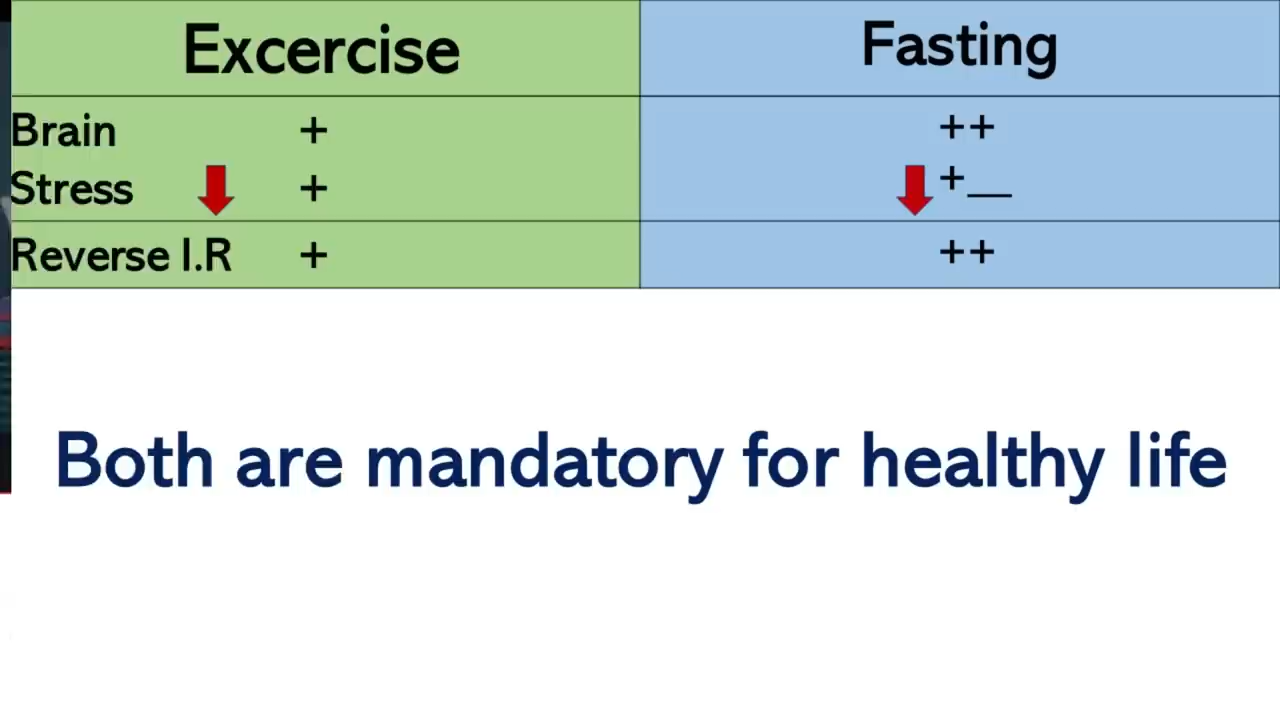 Excercise Fasting
Brain + ++
Stress + +__
Reverse I.R + ++
Both are mandatory for healthy life